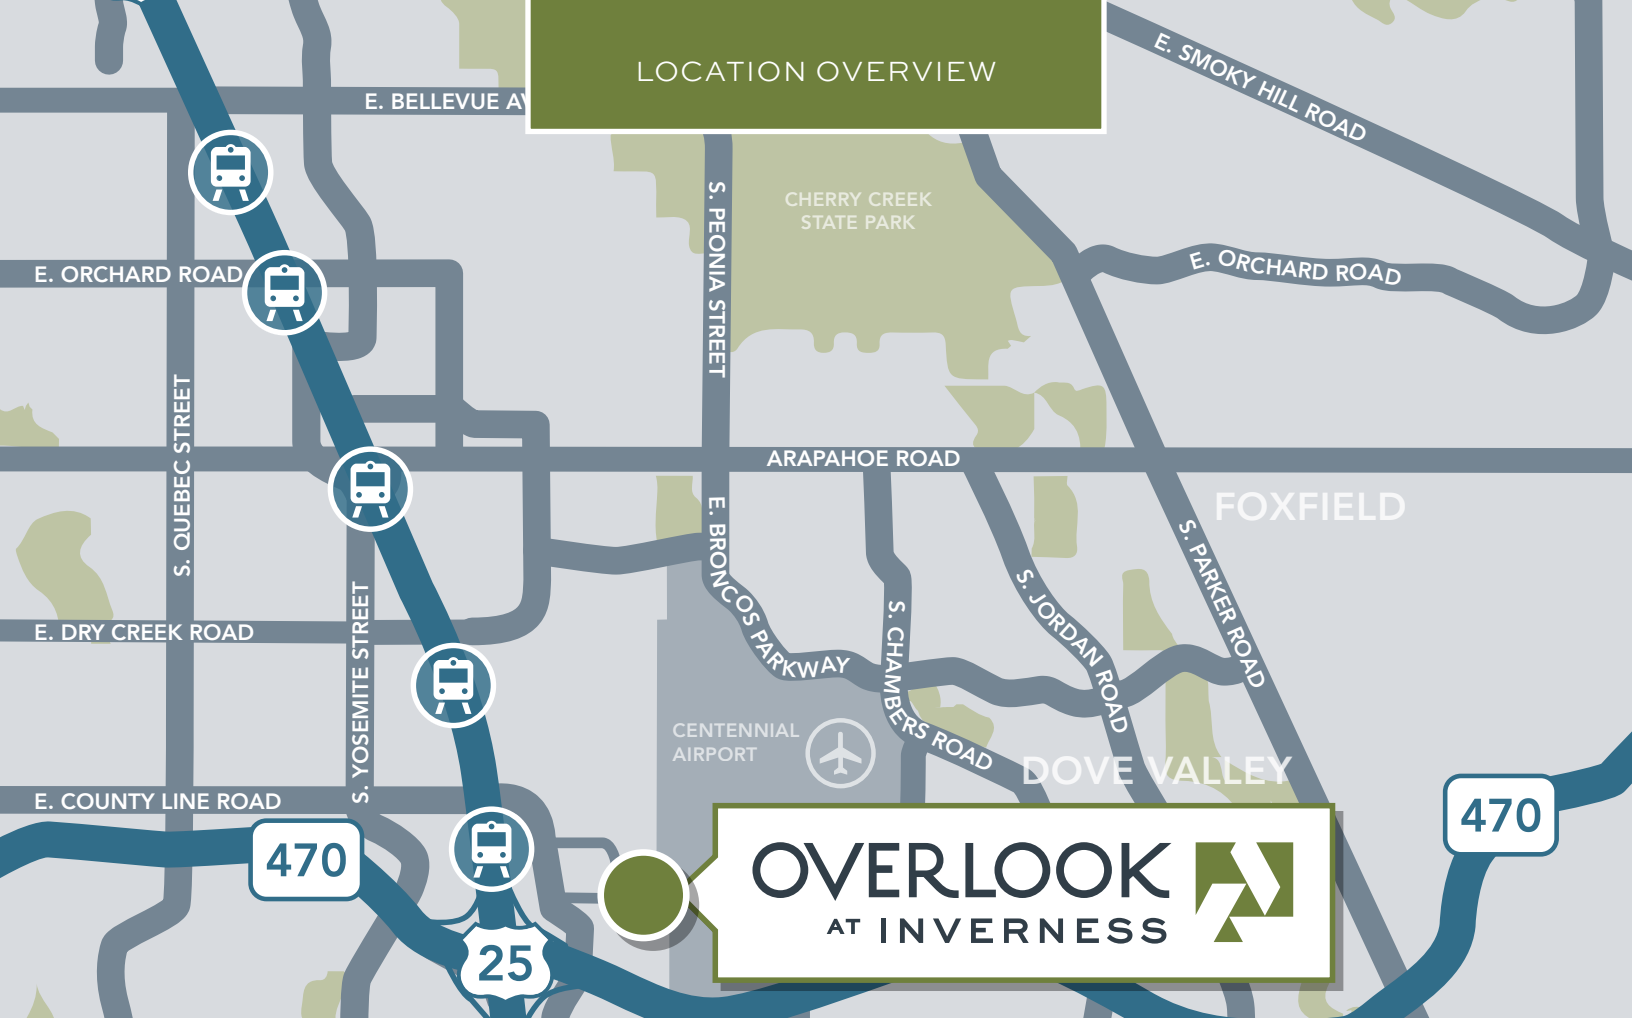 LOCATION OVERVIEW
E. SMOKY HILL ROAD
E. BELLEVUE
S. PEONIA STREET
CHERRY CREEK
STATE PARK
E. ORCHARD ROAD
E. ORCHARD ROAD
S. QUEBEC STREET
ARAPAHOE ROAD
FOXFIELD
E. BRONCOS PARKWAY
S. PARKER ROAD
S. JORDAN ROAD
S. CHAMBERS ROAD
E. DRY CREEK ROAD
S. YOSEMITE STREET
CENTENNIAL
AIRPORT
DOVE VALLEY
E. COUNTY LINE ROAD
470
470
OVERLOOK
AT INVERNESS
25